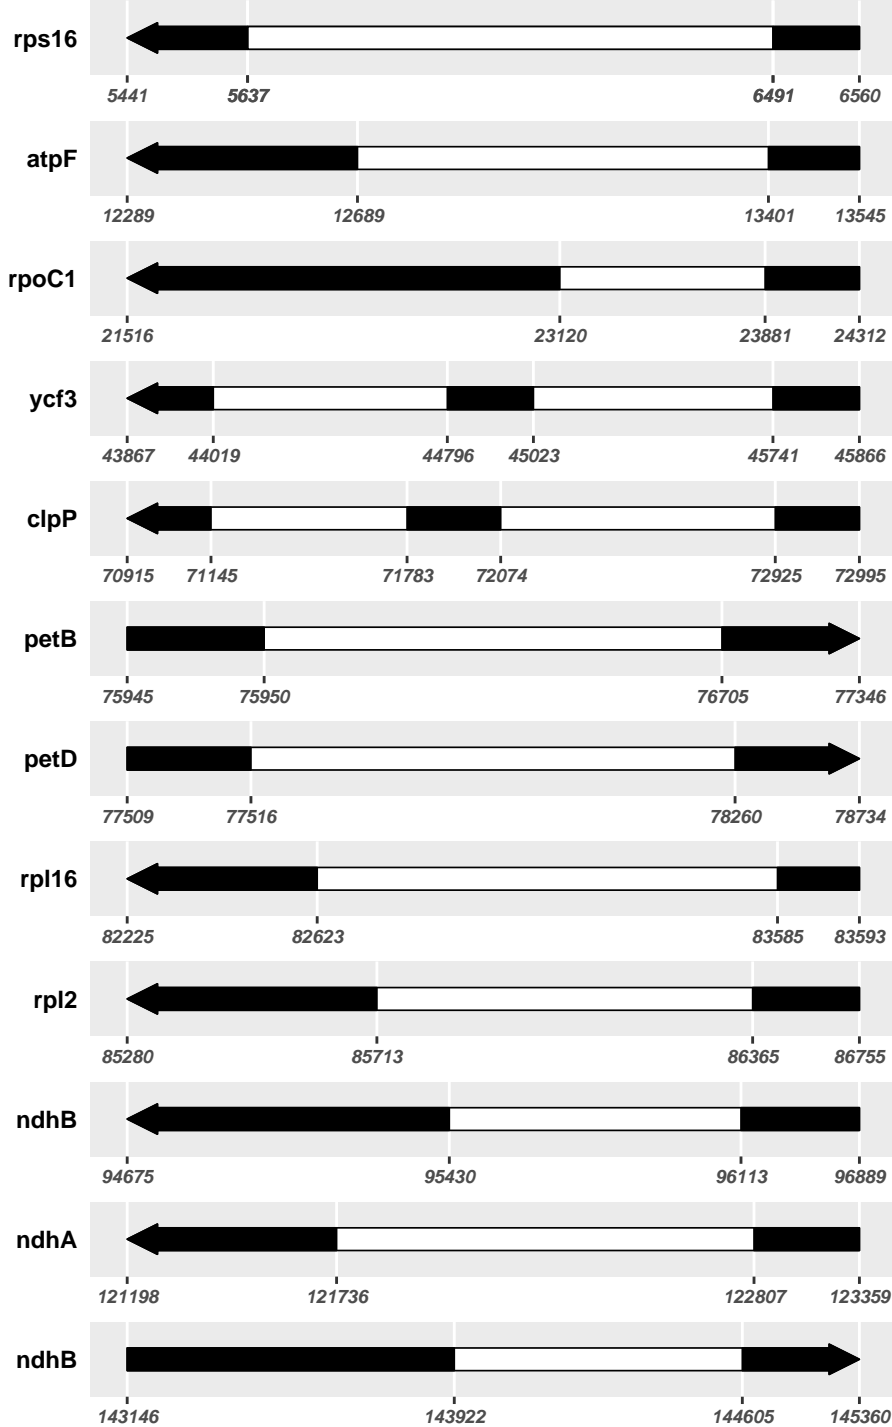 rps16
5441 5637 6491 6560
atpF
12289 12689 13401 13545
rpoC1
21516 23120 23881 24312
ycf3
43867 44019 44796 45023 45741 45866
clpP
70915 71145 71783 72074 72925 72995
petB
75945 75950 76705 77346
petD
77509 77516 78260 78734
rpl16
82225 82623 83585 83593
rpl2
85280 85713 86365 86755
ndhB
94675 95430 96113 96889
ndhA
121198 121736 122807 123359
ndhB
143146 143922 144605 145360